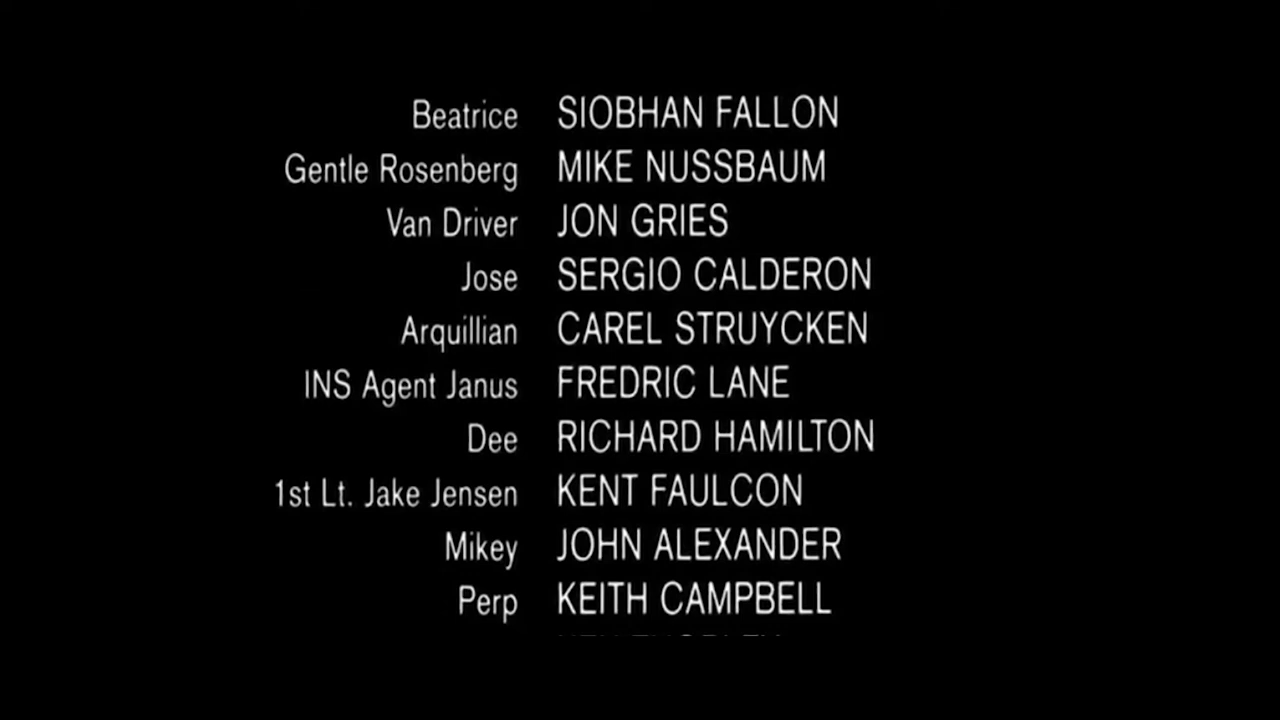 Beatrice SIOBHAN FALLON
Gentle Rosenberg MIKE NUSSBAUM
Van Driver JON GRIES
Jose SERGIO CALDERON
Arquillian CAREL STRUYCKEN
INS Agent Janus FREDRIC LANE
Dee RICHARD HAMILTON
1st Lt. Jake Jensen KENT FAULCON
Mikey JOHN ALEXANDER
Perp KEITH CAMPBELL